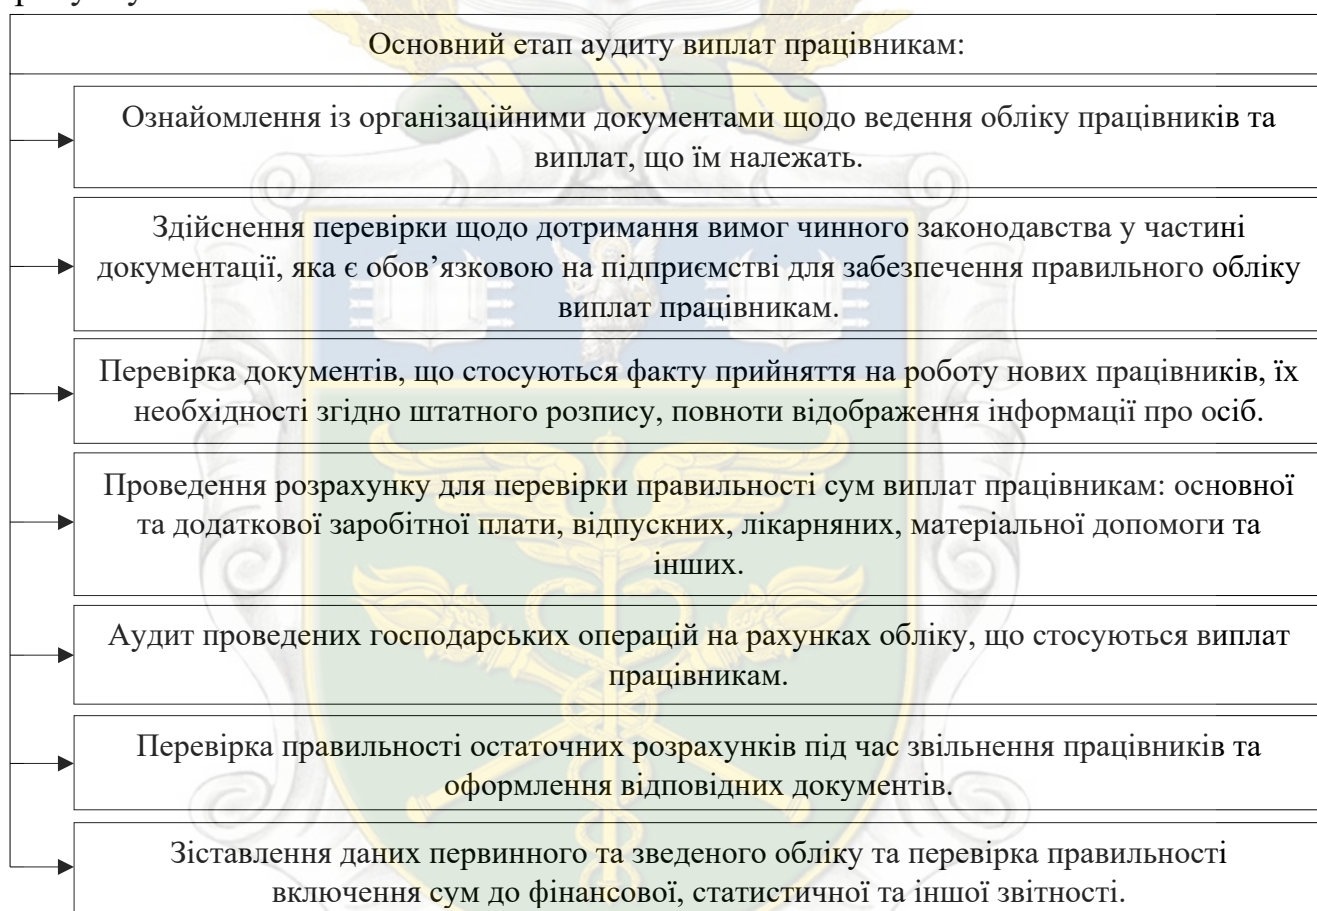 Основний етап аудиту виплат працівникам:
Ознайомлення із організаційними документами щодо ведення обліку працівників та
виплат, що їм належать.
Здійснення перевірки щодо дотримання вимог чинного законодавства у частині
документації, яка є обов’язковою на підприємстві для забезпечення правильного обліку
виплат працівникам.
Перевірка документів, що стосуються факту прийняття на роботу нових працівників, їх
необхідності згідно штатного розпису, повноти відображення інформації про осіб.
Проведення розрахунку для перевірки правильності сум виплат працівникам: основної
та додаткової заробітної плати, відпускних, лікарняних, матеріальної допомоги та
інших.
Аудит проведених господарських операцій на рахунках обліку, що стосуються виплат
працівникам.
Перевірка правильності остаточних розрахунків під час звільнення працівників та
оформлення відповідних документів.
Зіставлення даних первинного та зведеного обліку та перевірка правильності
включення сум до фінансової, статистичної та іншої звітності.